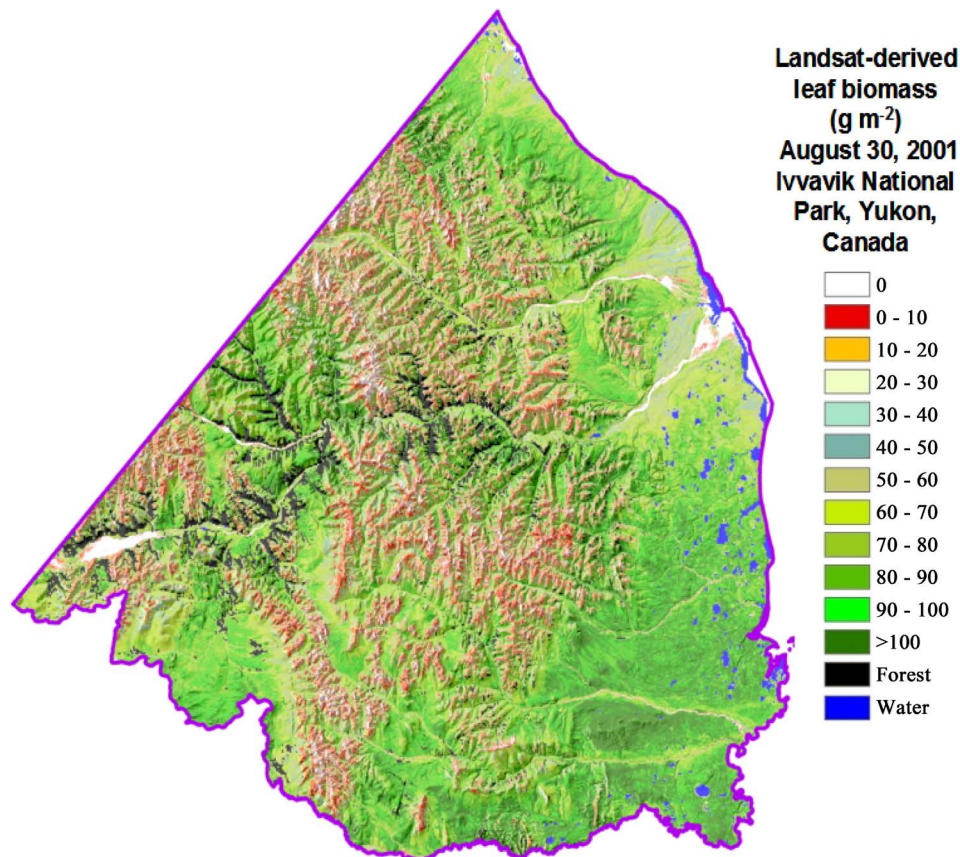 Landsat-derived
leaf biomass
(g m-2)
August 30, 2001
Ivvavik National
Park, Yukon,
Canada
0
0 - 10
10 - 20
20 - 30
30 - 40
40 - 50
50 - 60
60 - 70
70 - 80
80 - 90
90 - 100
>100
Forest
Water